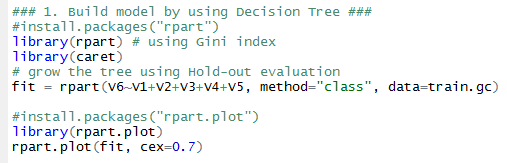 ### 1. Build model by using Decision Tree ###
#install.packages("rpart")
library(rpart) # using Gini index
library(caret)
# grow the tree using Hold-out evaluation
fit = rpart(V6~V1+V2+V3+V4+V5, method="class", data=train.gc)
#install.packages("rpart.plot")
library(rpart.plot)
rpart.plot(fit, cex=0.7)